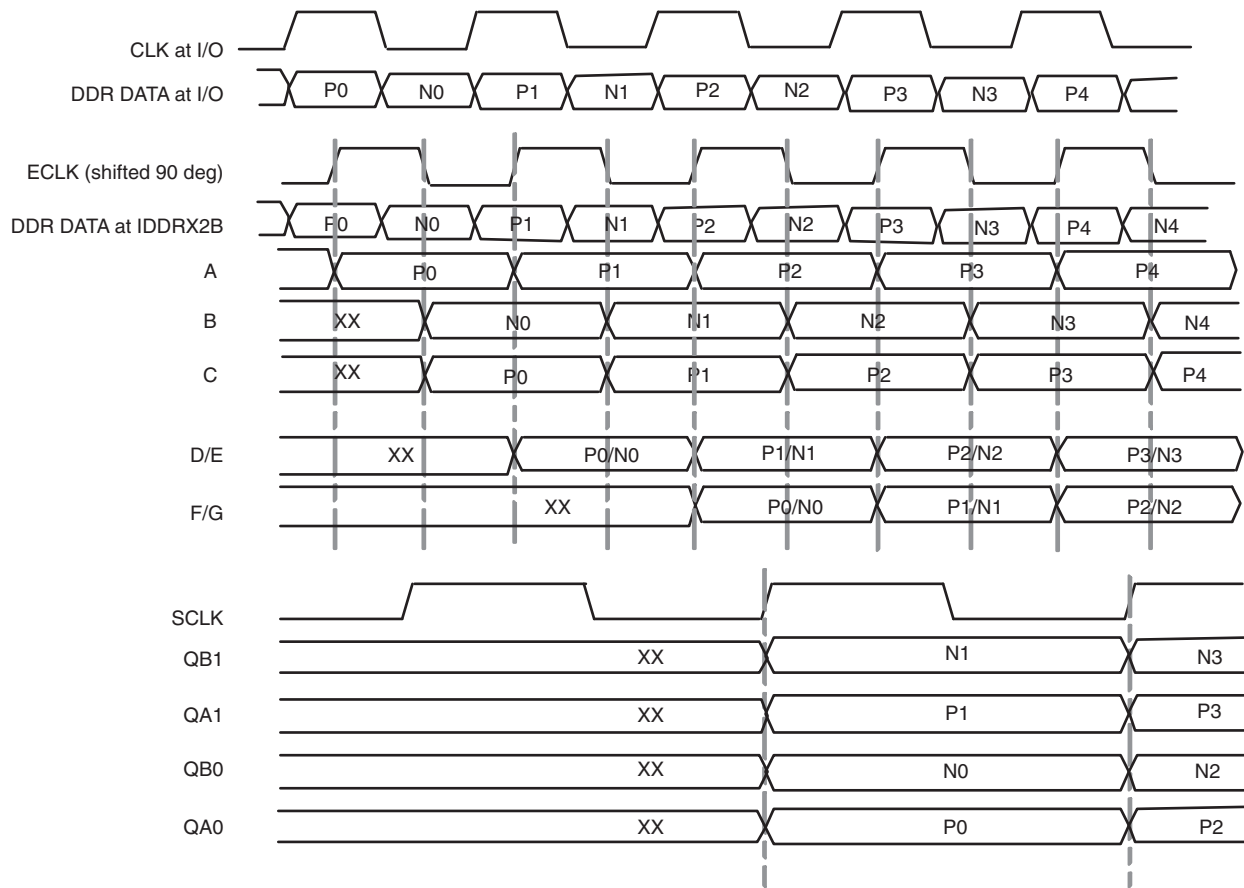 CLK at I/O
DDR DATA at I/O P0 N0 P1 N1 P2 N2 P3 N3 P4
ECLK (shifted 90 deg)
DDR DATA at IDDRX2B P0 N0 P1 N1 P2 N2 P3 N3 P4 N4
A P0 P1 P2 P3 P4
B XX N0 N1 N2 N3 N4
C XX P0 P1 P2 P3 P4
D/E XX P0/N0 P1/N1 P2/N2 P3/N3
F/G XX P0/N0 P1/N1 P2/N2
SCLK
QB1 XX N1 N3
QA1 XX P1 P3
QB0 XX N0 N2
QA0 XX P0 P2